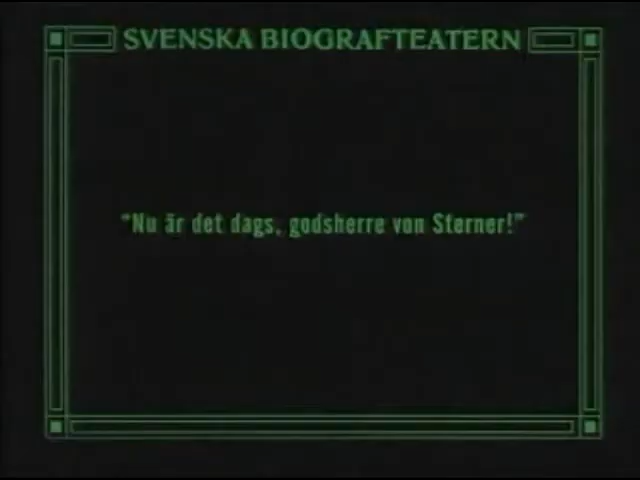 SVENSKA BIOGRAFTEATERN
"Nu är det dags, godsherre von Sterner!"